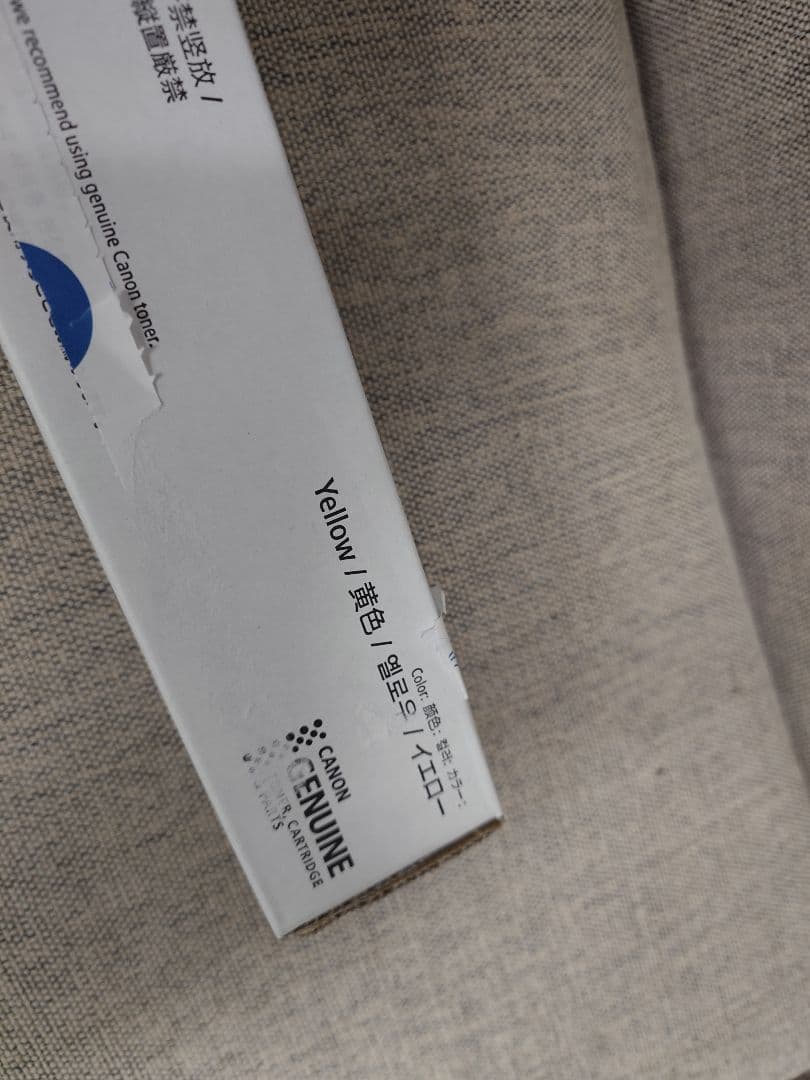 禁竖放 /
縦置厳禁
we recommend using genuine Canon toner.
Color: 颜色: 컬러: カラー:
Yellow / 黄色 / 옐로우 / イエロー
CANON
GENUINE
CARTRIDGE
PARTS